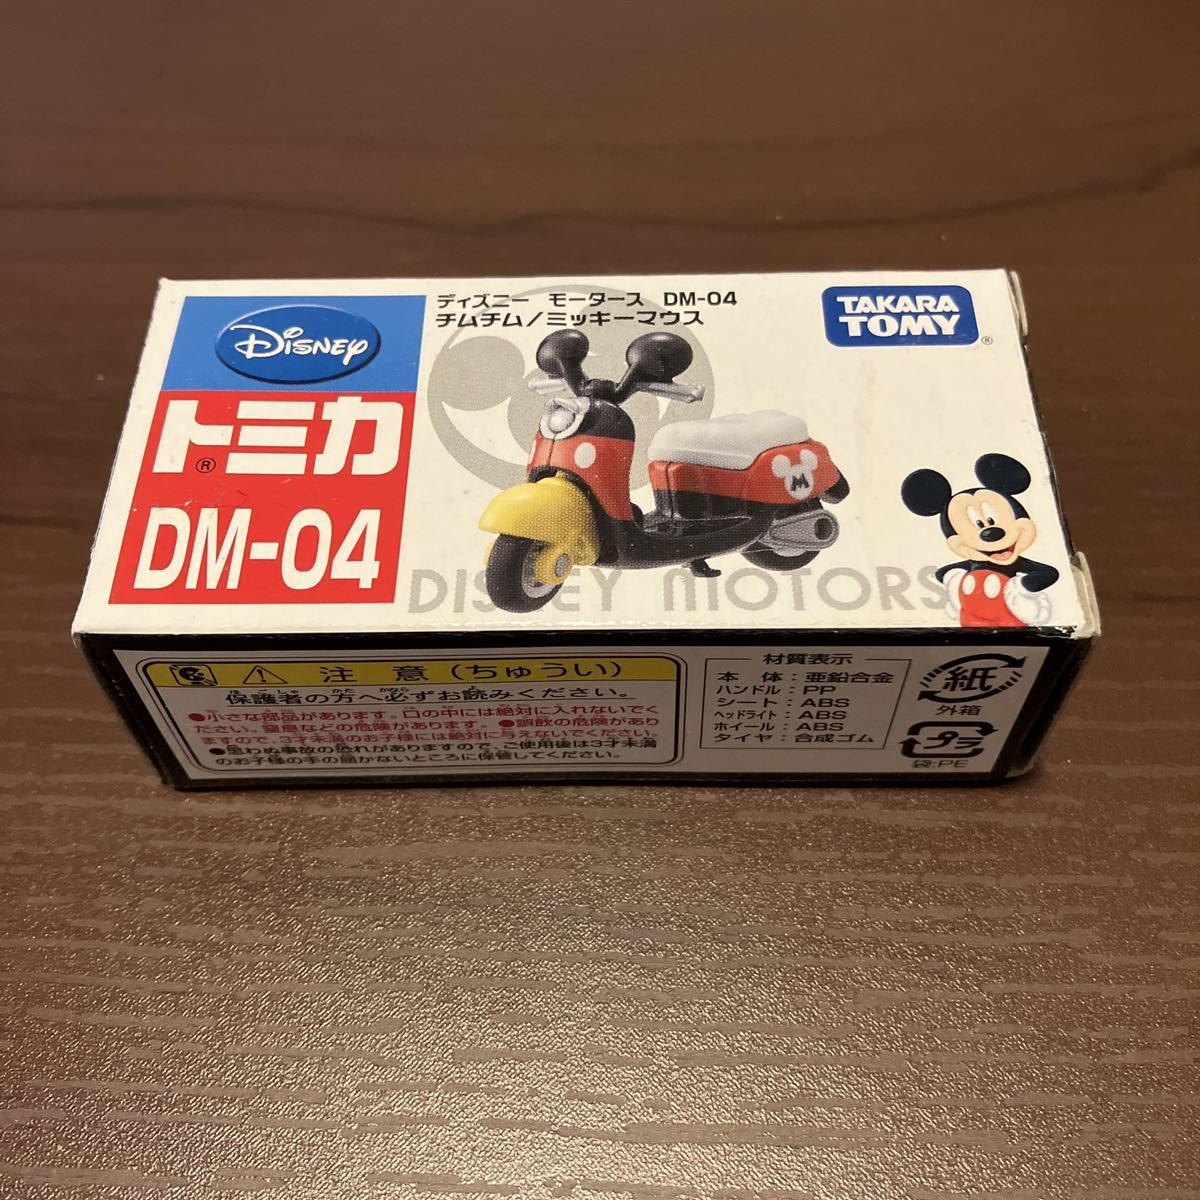 ディズニー モータース DM-04
チムチム/ミッキーマウス
TAKARA
TOMY
®
DISNEY
トミカ
®
DM-04
M
DISNEY MOTORS
注意(ちゅうい)
保護者の方へ必ずお読みください。
●小さな部品があります。口の中には絶対に入れないでく
ださい。窒息などの危険があります。 ●誤飲の危険があり
ますので、3才未満のお子様には絶対に与えないでください。
●思わぬ事故の恐れがありますので、ご使用後は3才未満
のお子様の手の届かないところに保管してください。
材質表示
本体:亜鉛合金
ハンドル:PP
シート:ABS
ヘッドライト:ABS
ホイール:ABS
タイヤ:合成ゴム
紙
外箱
プラ
袋:PE